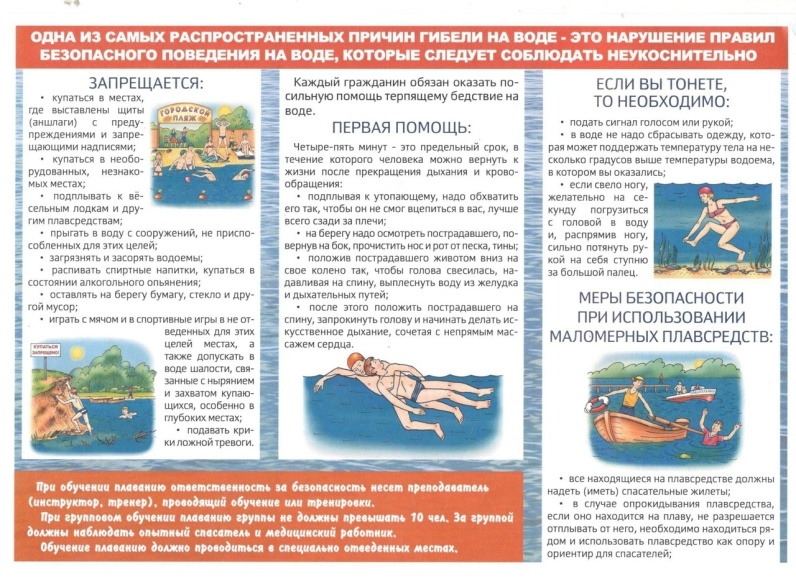 ОДНА ИЗ САМЫХ РАСПРОСТРАНЕННЫХ ПРИЧИН ГИБЕЛИ НА ВОДЕ - ЭТО НАРУШЕНИЕ ПРАВИЛ
БЕЗОПАСНОГО ПОВЕДЕНИЯ НА ВОДЕ, КОТОРЫЕ СЛЕДУЕТ СОБЛЮДАТЬ НЕУКОСНИТЕЛЬНО
ЗАПРЕЩАЕТСЯ:
• купаться в местах,
где выставлены щиты
(аншлаги) с преду-
преждениями и запре-
щающими надписями;
• купаться в необо-
рудованных, незнако-
мых местах;
• подплывать к вё-
сельным лодкам и дру-
гим плавсредствам;
• прыгать в воду с сооружений, не приспо-
собленных для этих целей;
• загрязнять и засорять водоемы;
• распивать спиртные напитки, купаться в
состоянии алкогольного опьянения;
• оставлять на берегу бумагу, стекло и дру-
гой мусор;
• играть с мячом и в спортивные игры в не от-
веденных для этих
целей местах, а
также допускать в
воде шалости, свя-
занные с нырянием
и захватом купаю-
щихся, особенно в
глубоких местах;
• подавать кри-
ки ложной тревоги.
ГОРОДСКОЙ
ПЛЯЖ
КУПАТЬСЯ
ЗАПРЕЩЕНО!
Каждый гражданин обязан оказать по-
сильную помощь терпящему бедствие на
воде.
ПЕРВАЯ ПОМОЩЬ:
Четыре-пять минут - это предельный срок, в
течение которого человека можно вернуть к
жизни после прекращения дыхания и крово-
обращения:
• подплывая к утопающему, надо обхватить
его так, чтобы он не смог вцепиться в вас, лучше
всего сзади за плечи;
• на берегу надо осмотреть пострадавшего, по-
вернув на бок, прочистить нос и рот от песка, тины;
• положив пострадавшего животом вниз на
свое колено так, чтобы голова свесилась, на-
давливая на спину, выплеснуть воду из желудка
и дыхательных путей;
• после этого положить пострадавшего на
спину, запрокинуть голову и начинать делать ис-
кусственное дыхание, сочетая с непрямым мас-
сажем сердца.
ЕСЛИ ВЫ ТОНЕТЕ,
ТО НЕОБХОДИМО:
• подать сигнал голосом или рукой;
• в воде не надо сбрасывать одежду, кото-
рая может поддержать температуру тела на не-
сколько градусов выше температуры водоема,
в котором вы оказались;
• если свело ногу,
желательно на се-
кунду погрузиться
с головой в воду
и, распрямив ногу,
сильно потянуть ру-
кой на себя ступню
за большой палец.
МЕРЫ БЕЗОПАСНОСТИ
ПРИ ИСПОЛЬЗОВАНИИ
МАЛОМЕРНЫХ ПЛАВСРЕДСТВ:
• все находящиеся на плавсредстве должны
надеть (иметь) спасательные жилеты;
• в случае опрокидывания плавсредства,
если оно находится на плаву, не разрешается
отплывать от него, необходимо находиться ря-
дом и использовать плавсредство как опору и
ориентир для спасателей;
При обучении плаванию ответственность за безопасность несет преподаватель
(инструктор, тренер), проводящий обучение или тренировки.
При групповом обучении плаванию группы не должны превышать 10 чел. За группой
должны наблюдать опытный спасатель и медицинский работник.
Обучение плаванию должно проводиться в специально отведенных местах.